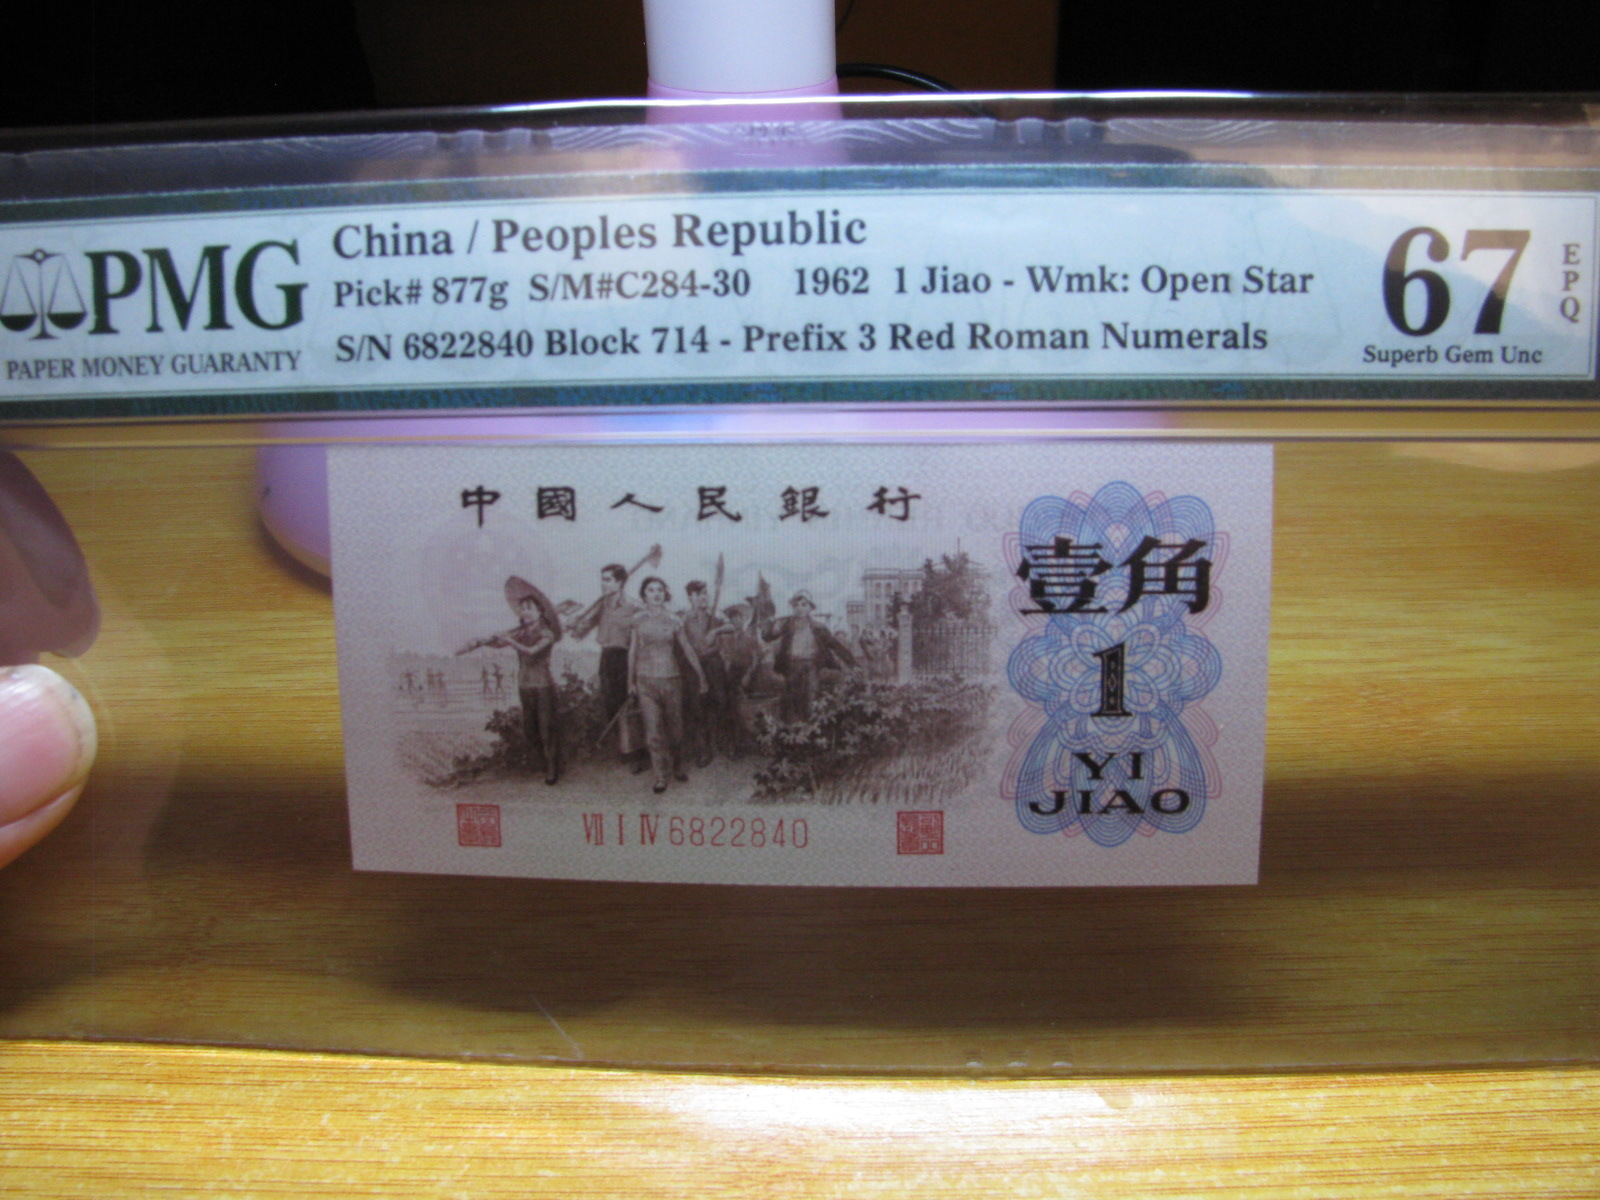 PMG
PAPER MONEY GUARANTY
China / Peoples Republic
Pick# 877g S/M#C284-30 1962 1 Jiao - Wmk: Open Star
S/N 6822840 Block 714 - Prefix 3 Red Roman Numerals
67
EPQ
Superb Gem Unc
中國人民銀行
壹角
1
YI
JIAO
VII I IV 6822840